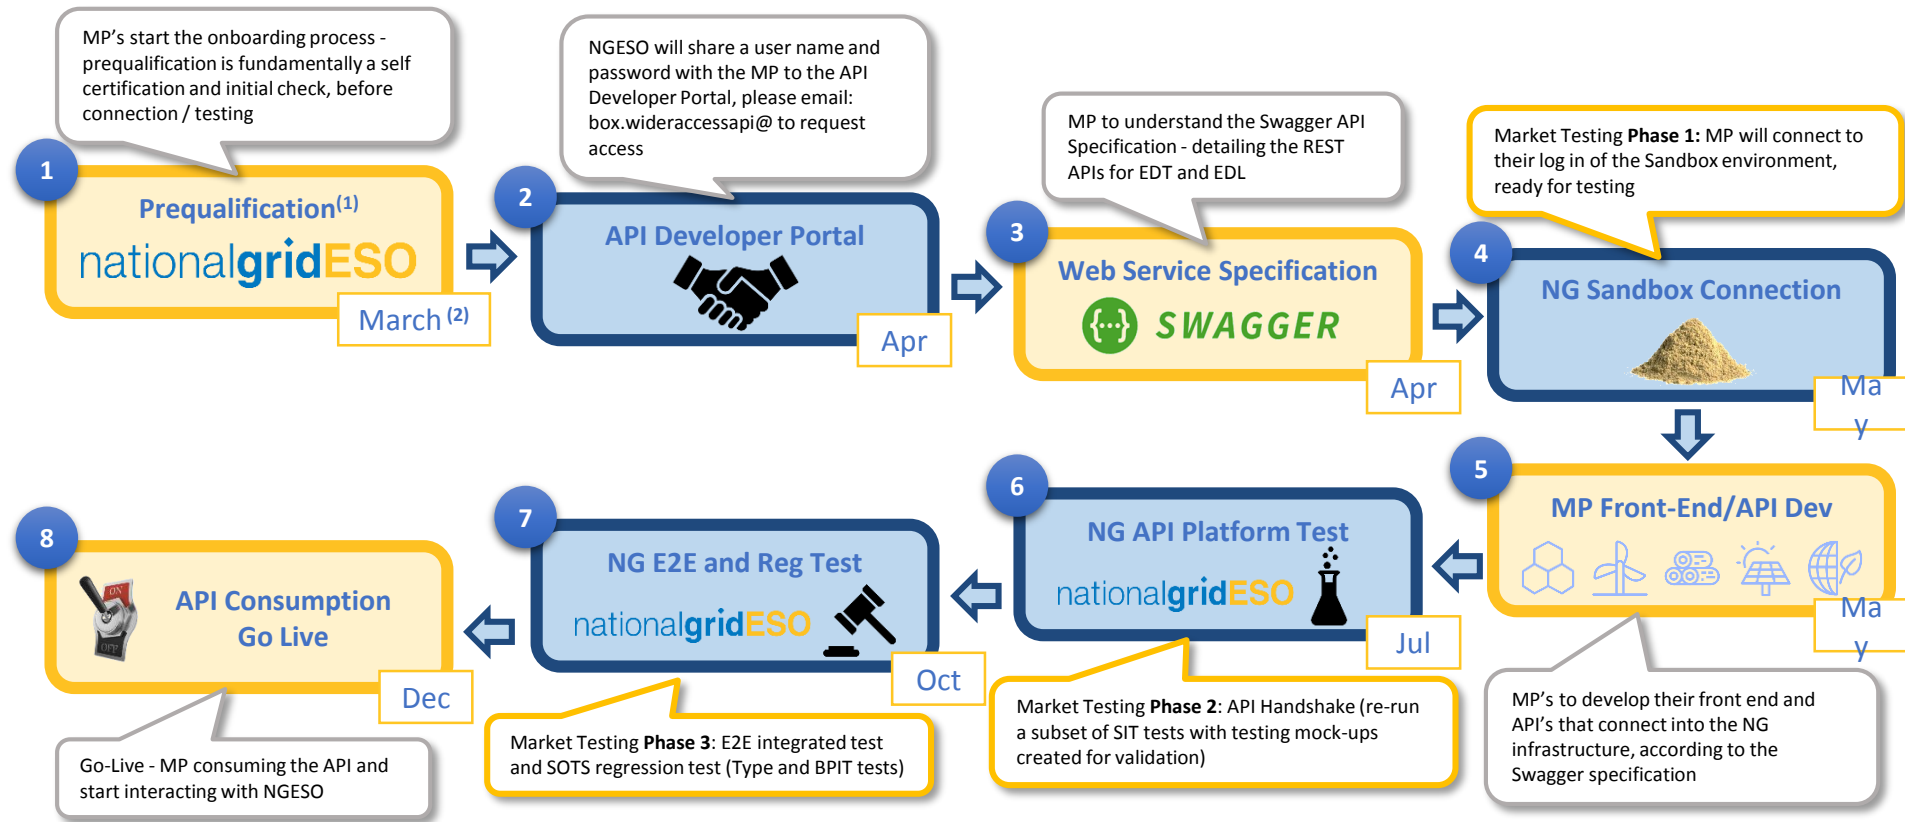 MP's start the onboarding process -
prequalification is fundamentally a self
certification and initial check, before
connection / testing
1
Prequalification(1)
nationalgridESO
March (2)
NGESO will share a user name and
password with the MP to the API
Developer Portal, please email:
box.wideraccessapi@ to request
access
2
API Developer Portal
Apr
MP to understand the Swagger API
Specification - detailing the REST
APIs for EDT and EDL
3
Web Service Specification
{...} SWAGGER
Apr
Market Testing Phase 1: MP will connect to
their log in of the Sandbox environment,
ready for testing
4
NG Sandbox Connection
Ma
y
5
MP Front-End/API Dev
Ma
y
MP's to develop their front end and
API's that connect into the NG
infrastructure, according to the
Swagger specification
6
NG API Platform Test
nationalgridESO
Jul
Market Testing Phase 2: API Handshake (re-run
a subset of SIT tests with testing mock-ups
created for validation)
7
NG E2E and Reg Test
nationalgridESO
Oct
Market Testing Phase 3: E2E integrated test
and SOTS regression test (Type and BPIT tests)
8
ON
OFF
API Consumption
Go Live
Dec
Go-Live - MP consuming the API and
start interacting with NGESO